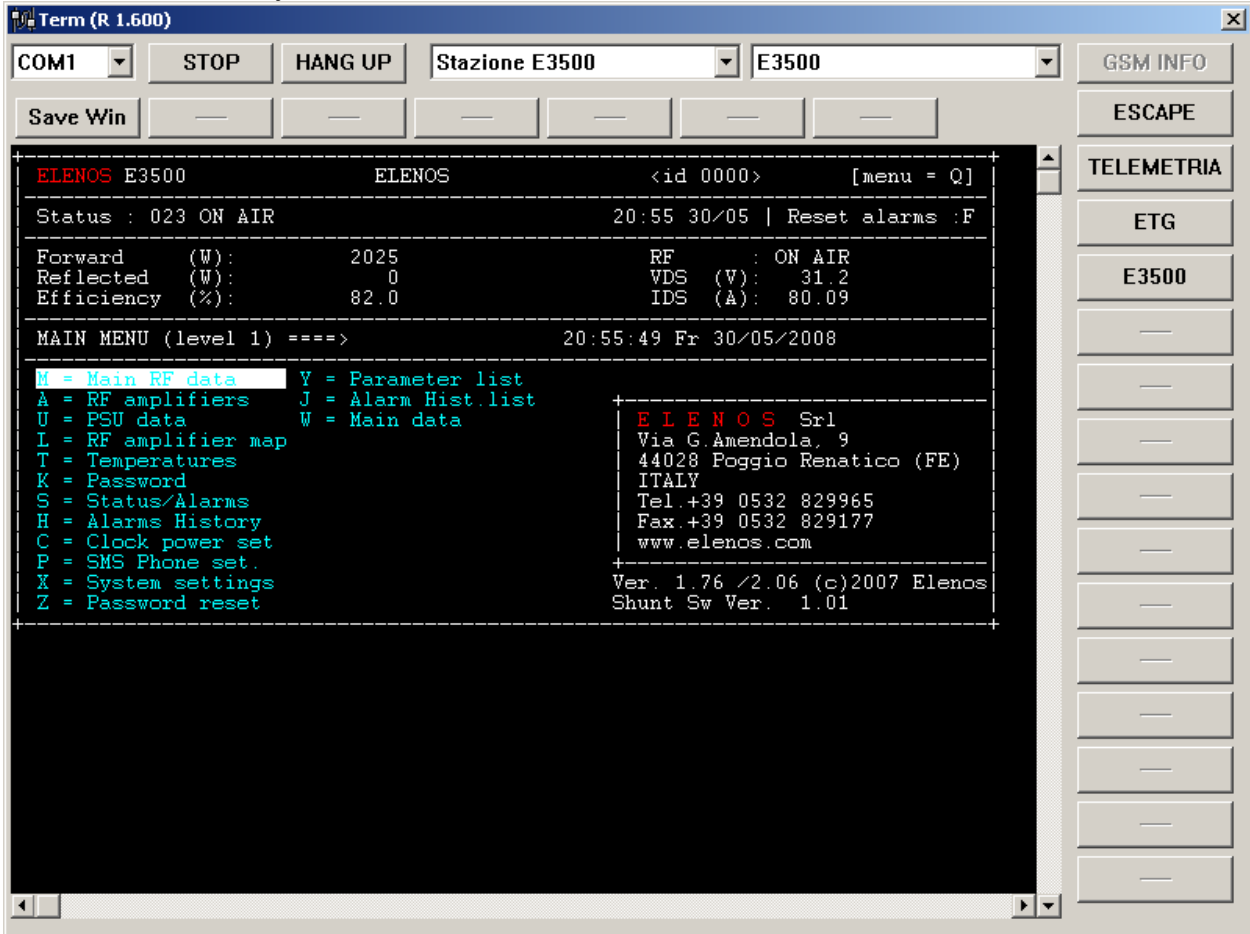 Term (R 1.600)
COM1 STOP HANG UP Stazione E3500 E3500 GSM INFO
Save Win ESCAPE
TELEMETRIA
ETG
E3500
ELENOS E3500 ELENOS <id 0000> [menu = Q]
Status : 023 ON AIR 20:55 30/05 | Reset alarms :F
Forward (W): 2025 RF : ON AIR
Reflected (W): 0 VDS (V): 31.2
Efficiency (%): 82.0 IDS (A): 80.09
MAIN MENU (level 1) ====> 20:55:49 Fr 30/05/2008
M = Main RF data Y = Parameter list
A = RF amplifiers J = Alarm Hist.list
U = PSU data W = Main data
L = RF amplifier map
T = Temperatures
K = Password
S = Status/Alarms
H = Alarms History
C = Clock power set
P = SMS Phone set.
X = System settings
Z = Password reset
E L E N O S Srl
Via G.Amendola, 9
44028 Poggio Renatico (FE)
ITALY
Tel.+39 0532 829965
Fax.+39 0532 829177
www.elenos.com
Ver. 1.76 /2.06 (c)2007 Elenos
Shunt Sw Ver. 1.01